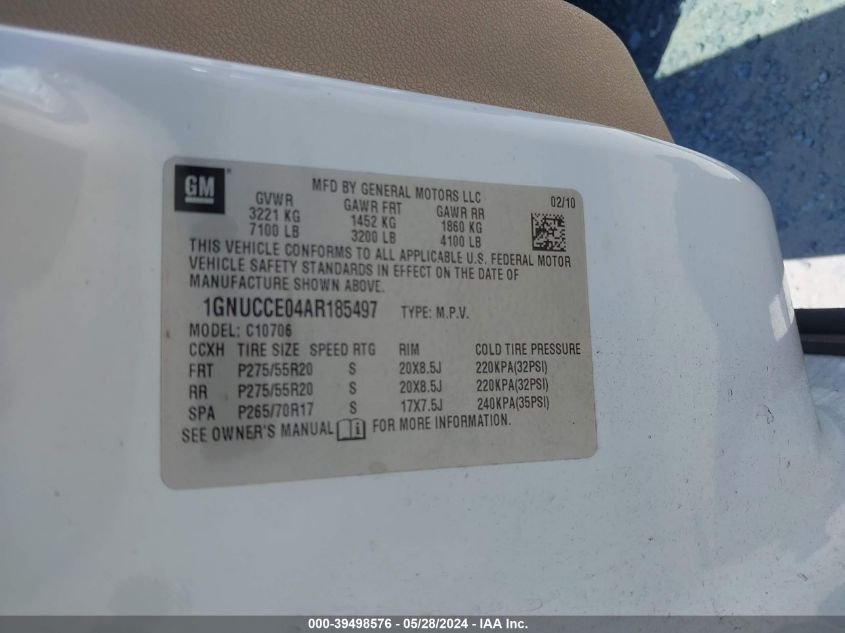 GM
MFD BY GENERAL MOTORS LLC
02/10
GVWR GAWR FRT GAWR RR
3221 KG 1452 KG 1860 KG
7100 LB 3200 LB 4100 LB
THIS VEHICLE CONFORMS TO ALL APPLICABLE U.S. FEDERAL MOTOR
VEHICLE SAFETY STANDARDS IN EFFECT ON THE DATE OF
MANUFACTURE SHOWN ABOVE.
1GNUCCE04AR185497 TYPE: M.P.V.
MODEL: C10706
CCXH TIRE SIZE SPEED RTG RIM COLD TIRE PRESSURE
FRT P275/55R20 S 20X8.5J 220KPA(32PSI)
RR P275/55R20 S 20X8.5J 220KPA(32PSI)
SPA P265/70R17 S 17X7.5J 240KPA(35PSI)
SEE OWNER'S MANUAL i FOR MORE INFORMATION.
000-39498576 / 05/28/2024 - © IAA, Inc.